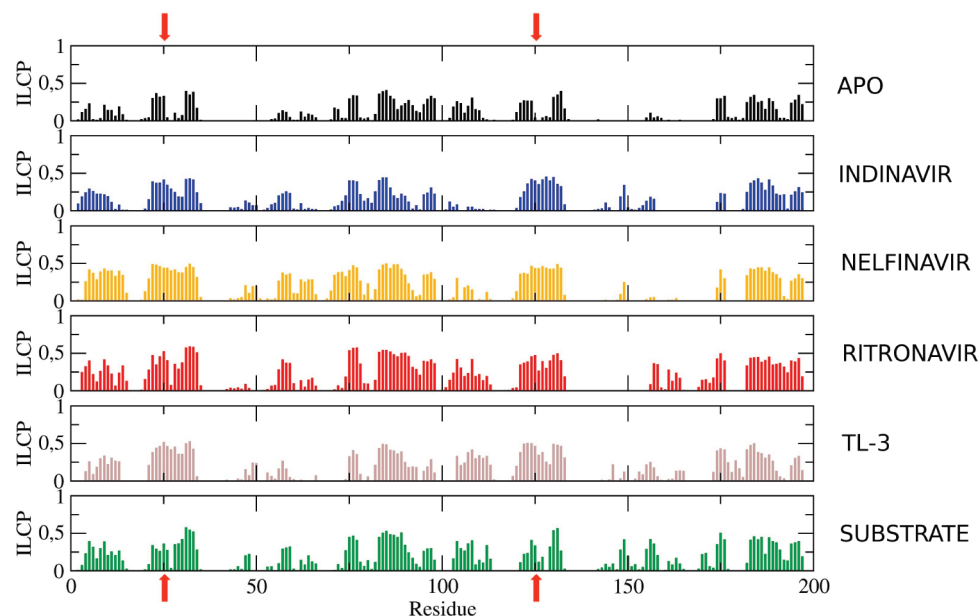 1
ILCP
0,5
0
APO
1
ILCP
0,5
0
INDINAVIR
1
ILCP
0,5
0
NELFINAVIR
1
ILCP
0,5
0
RITRONAVIR
1
ILCP
0,5
0
TL-3
1
ILCP
0,5
0
SUBSTRATE
0 50 100 150 200
Residue